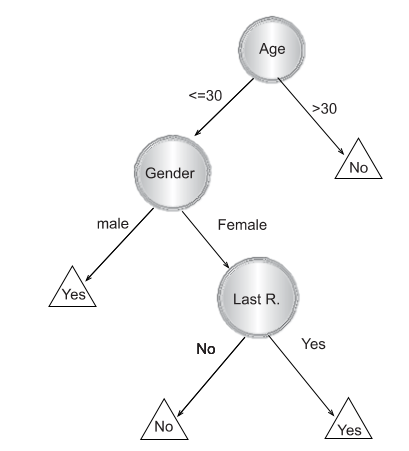 Age
<=30
>30
No
Gender
male
Female
Yes
Last R.
No
Yes
No
Yes